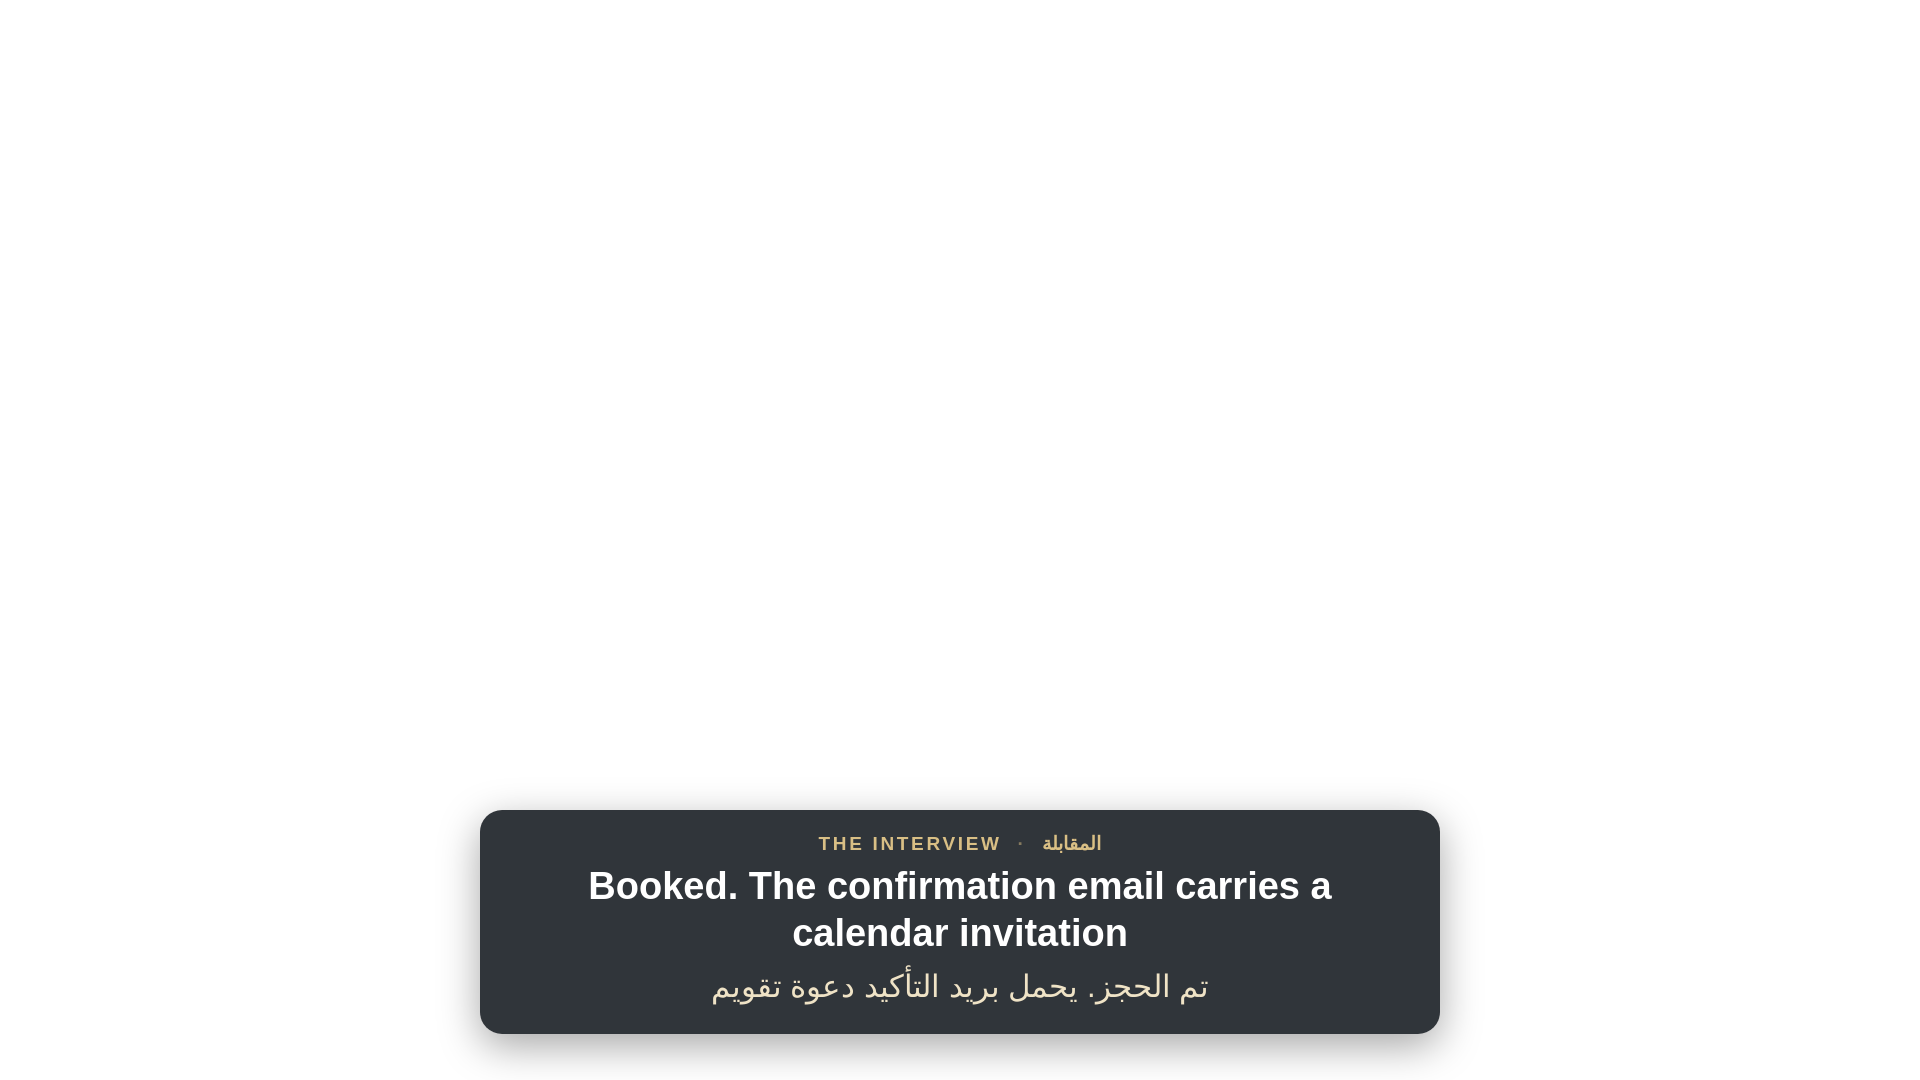 THE INTERVIEW · المقابلة
Booked. The confirmation email carries a
calendar invitation
تم الحجز. يحمل بريد التأكيد دعوة تقويم